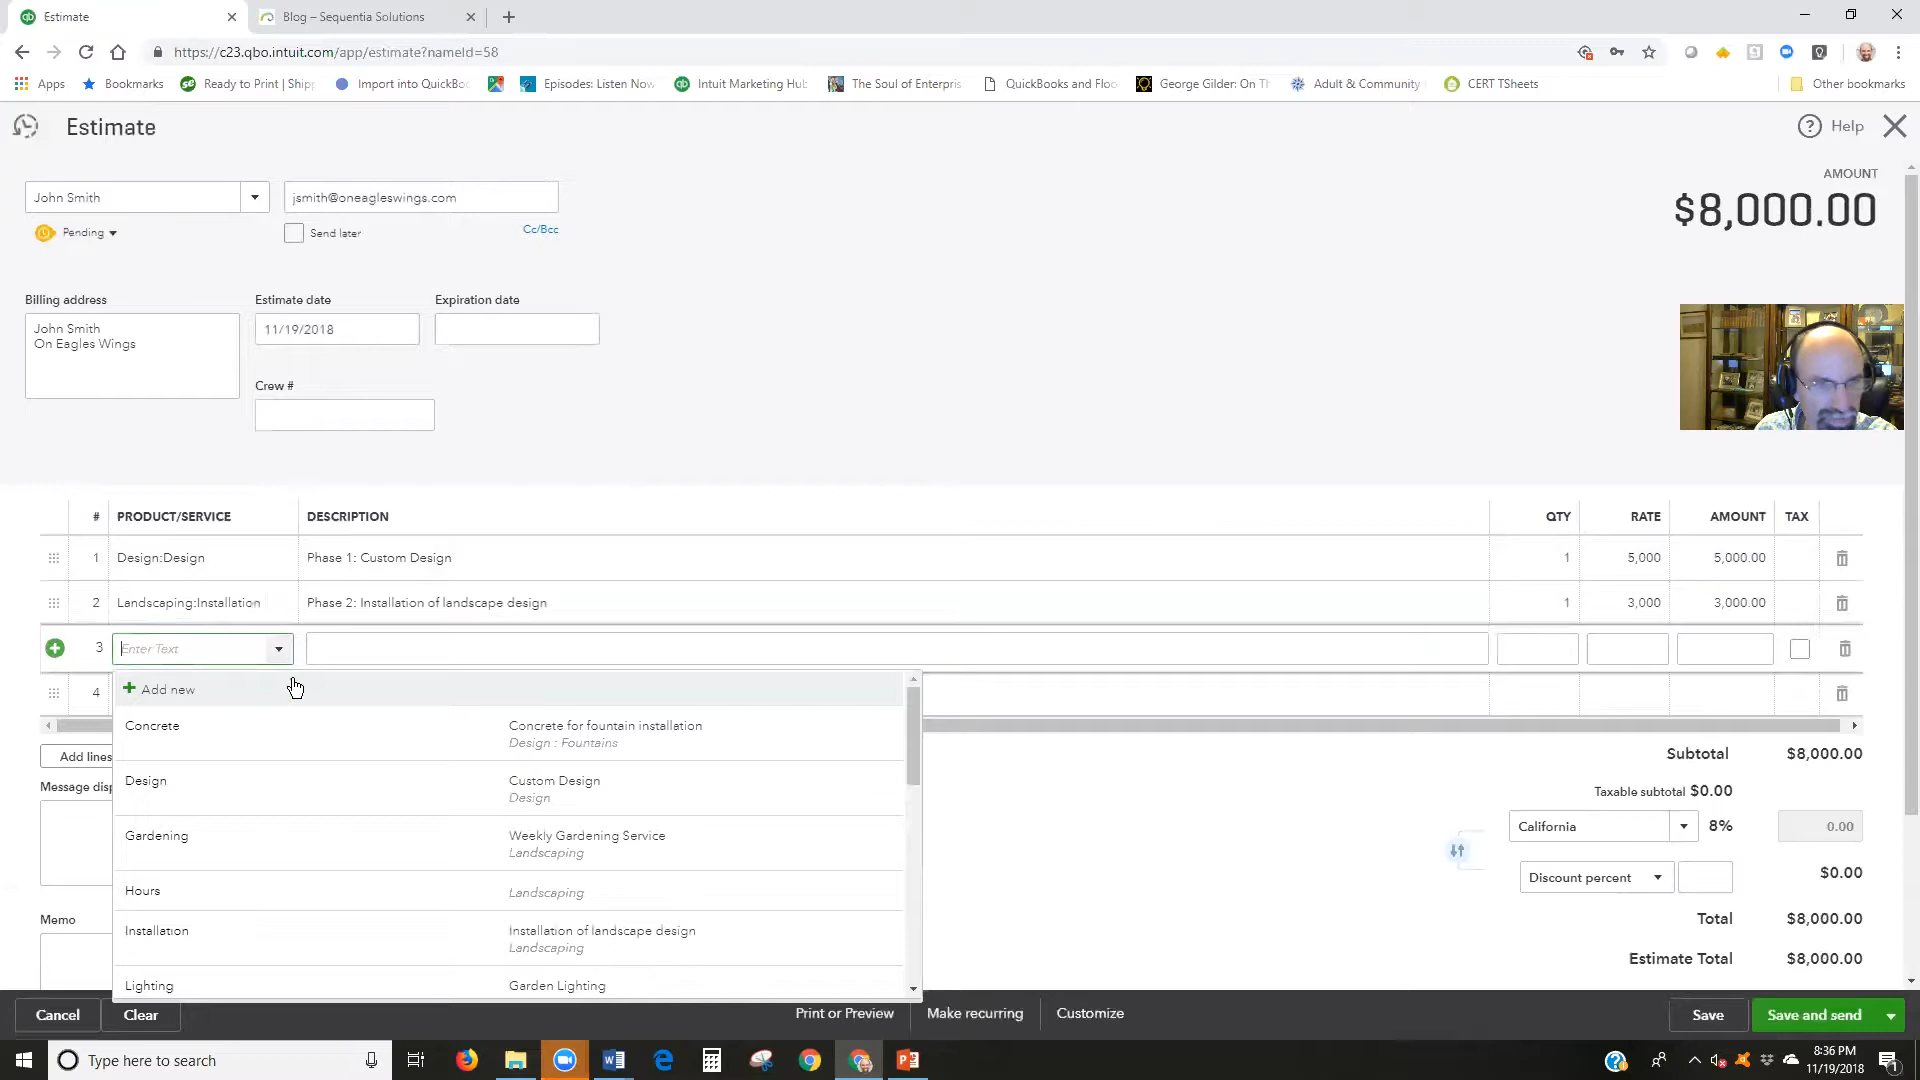 Estimate
Blog – Sequentia Solutions
https://c23.qbo.intuit.com/app/estimate?nameId=58
Apps
Bookmarks
Ready to Print | Ship
Import into QuickBo
Episodes: Listen Now
Intuit Marketing Hub
The Soul of Enterpris
QuickBooks and Floo
George Gilder: On Th
Adult & Community
CERT TSheets
Other bookmarks
Estimate
Help
AMOUNT
$8,000.00
John Smith
jsmith@oneagleswings.com
Pending
Send later
Cc/Bcc
Billing address
Estimate date
Expiration date
John Smith
On Eagles Wings
11/19/2018
Crew #
# PRODUCT/SERVICE DESCRIPTION QTY RATE AMOUNT TAX
1 Design:Design Phase 1: Custom Design 1 5,000 5,000.00
2 Landscaping:Installation Phase 2: Installation of landscape design 1 3,000 3,000.00
3 Enter Text
4
Add new
Concrete Concrete for fountain installation
Design : Fountains
Design Custom Design
Design
Gardening Weekly Gardening Service
Landscaping
Hours Landscaping
Installation Installation of landscape design
Landscaping
Lighting Garden Lighting
Add lines
Message disp
Memo
Subtotal $8,000.00
Taxable subtotal $0.00
California 8% 0.00
Discount percent $0.00
Total $8,000.00
Estimate Total $8,000.00
Cancel
Clear
Print or Preview
Make recurring
Customize
Save
Save and send
Type here to search
8:36 PM
11/19/2018
1